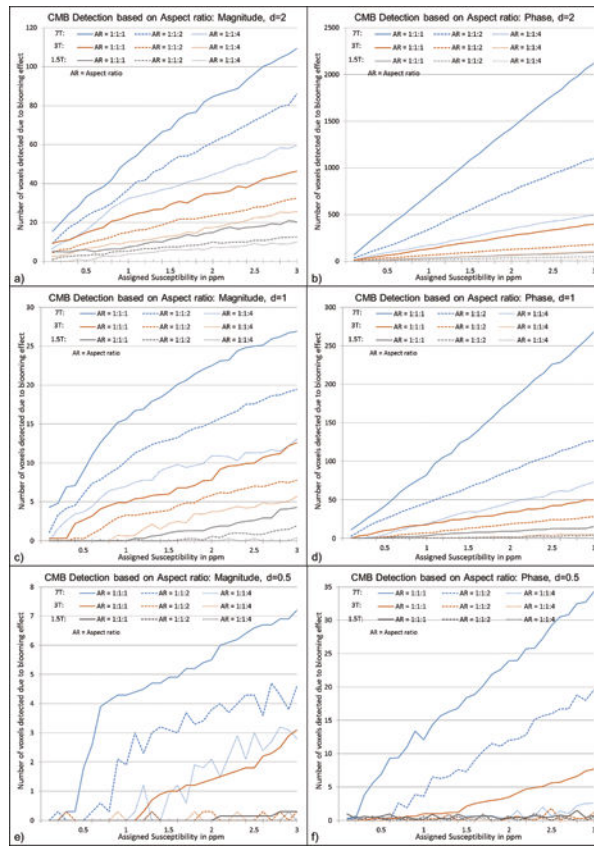 CMB Detection based on Aspect ratio: Magnitude, d=2
7T: AR = 1:1:1 AR = 1:1:2 AR = 1:1:4
3T: AR = 1:1:1 AR = 1:1:2 AR = 1:1:4
1.5T: AR = 1:1:1 AR = 1:1:2 AR = 1:1:4
AR = Aspect ratio
Number of voxels detected due to blooming effect
120
100
80
60
40
20
0
0.5 1 1.5 2 2.5 3
Assigned Susceptibility in ppm
a)
CMB Detection based on Aspect ratio: Phase, d=2
7T: AR = 1:1:1 AR = 1:1:2 AR = 1:1:4
3T: AR = 1:1:1 AR = 1:1:2 AR = 1:1:4
1.5T: AR = 1:1:1 AR = 1:1:2 AR = 1:1:4
AR = Aspect ratio
Number of voxels detected due to blooming effect
2500
2000
1500
1000
500
0
0.5 1 1.5 2 2.5 3
Assigned Susceptibility in ppm
b)
CMB Detection based on Aspect ratio: Magnitude, d=1
7T: AR = 1:1:1 AR = 1:1:2 AR = 1:1:4
3T: AR = 1:1:1 AR = 1:1:2 AR = 1:1:4
1.5T: AR = 1:1:1 AR = 1:1:2 AR = 1:1:4
AR = Aspect ratio
Number of voxels detected due to blooming effect
30
25
20
15
10
5
0
0.5 1 1.5 2 2.5 3
Assigned Susceptibility in ppm
c)
CMB Detection based on Aspect ratio: Phase, d=1
7T: AR = 1:1:1 AR = 1:1:2 AR = 1:1:4
3T: AR = 1:1:1 AR = 1:1:2 AR = 1:1:4
1.5T: AR = 1:1:1 AR = 1:1:2 AR = 1:1:4
AR = Aspect ratio
Number of voxels detected due to blooming effect
300
250
200
150
100
50
0
0.5 1 1.5 2 2.5 3
Assigned Susceptibility in ppm
d)
CMB Detection based on Aspect ratio: Magnitude, d=0.5
7T: AR = 1:1:1 AR = 1:1:2 AR = 1:1:4
3T: AR = 1:1:1 AR = 1:1:2 AR = 1:1:4
1.5T: AR = 1:1:1 AR = 1:1:2 AR = 1:1:4
AR = Aspect ratio
Number of voxels detected due to blooming effect
8
7
6
5
4
3
2
1
0
0.5 1 1.5 2 2.5 3
Assigned Susceptibility in ppm
e)
CMB Detection based on Aspect ratio: Phase, d=0.5
7T: AR = 1:1:1 AR = 1:1:2 AR = 1:1:4
3T: AR = 1:1:1 AR = 1:1:2 AR = 1:1:4
1.5T: AR = 1:1:1 AR = 1:1:2 AR = 1:1:4
AR = Aspect ratio
Number of voxels detected due to blooming effect
35
30
25
20
15
10
5
0
0.5 1 1.5 2 2.5 3
Assigned Susceptibility in ppm
f)